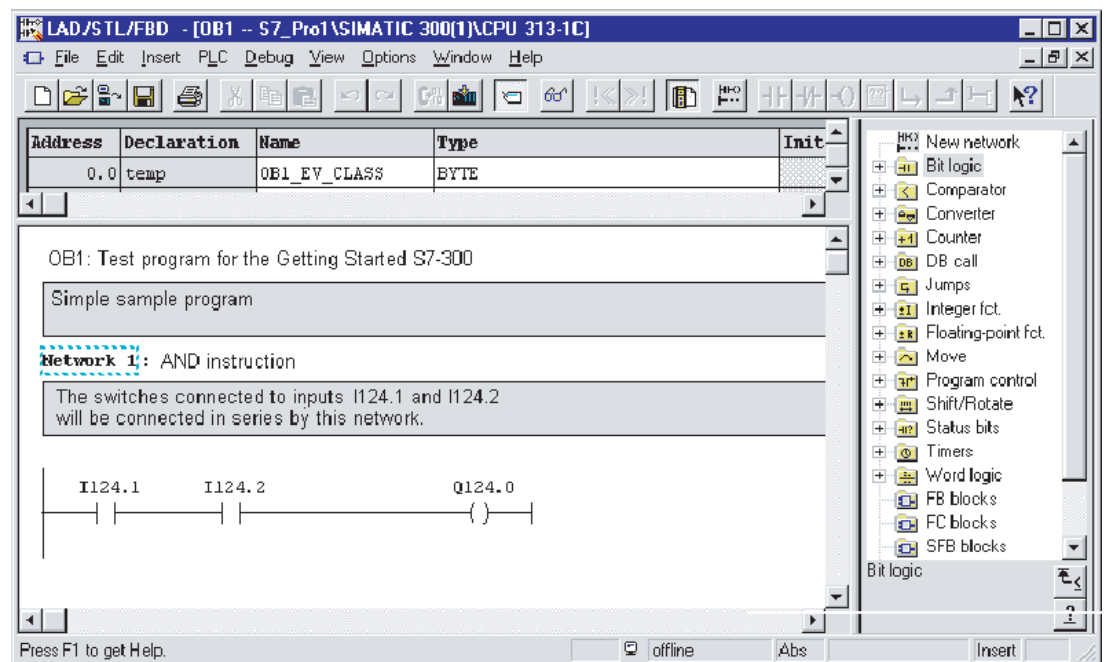 LAD/STL/FBD - [OB1 -- S7_Pro1\SIMATIC 300(1)\CPU 313-1C]
File Edit Insert PLC Debug View Options Window Help
Address Declaration Name Type Init
0.0 temp OB1_EV_CLASS BYTE
OB1: Test program for the Getting Started S7-300
Simple sample program
Network 1: AND instruction
The switches connected to inputs I124.1 and I124.2
will be connected in series by this network.
I124.1 I124.2 Q124.0
New network
Bit logic
Comparator
Converter
Counter
DB call
Jumps
Integer fct.
Floating-point fct.
Move
Program control
Shift/Rotate
Status bits
Timers
Word logic
FB blocks
FC blocks
SFB blocks
Bit logic
Press F1 to get Help. offline Abs Insert